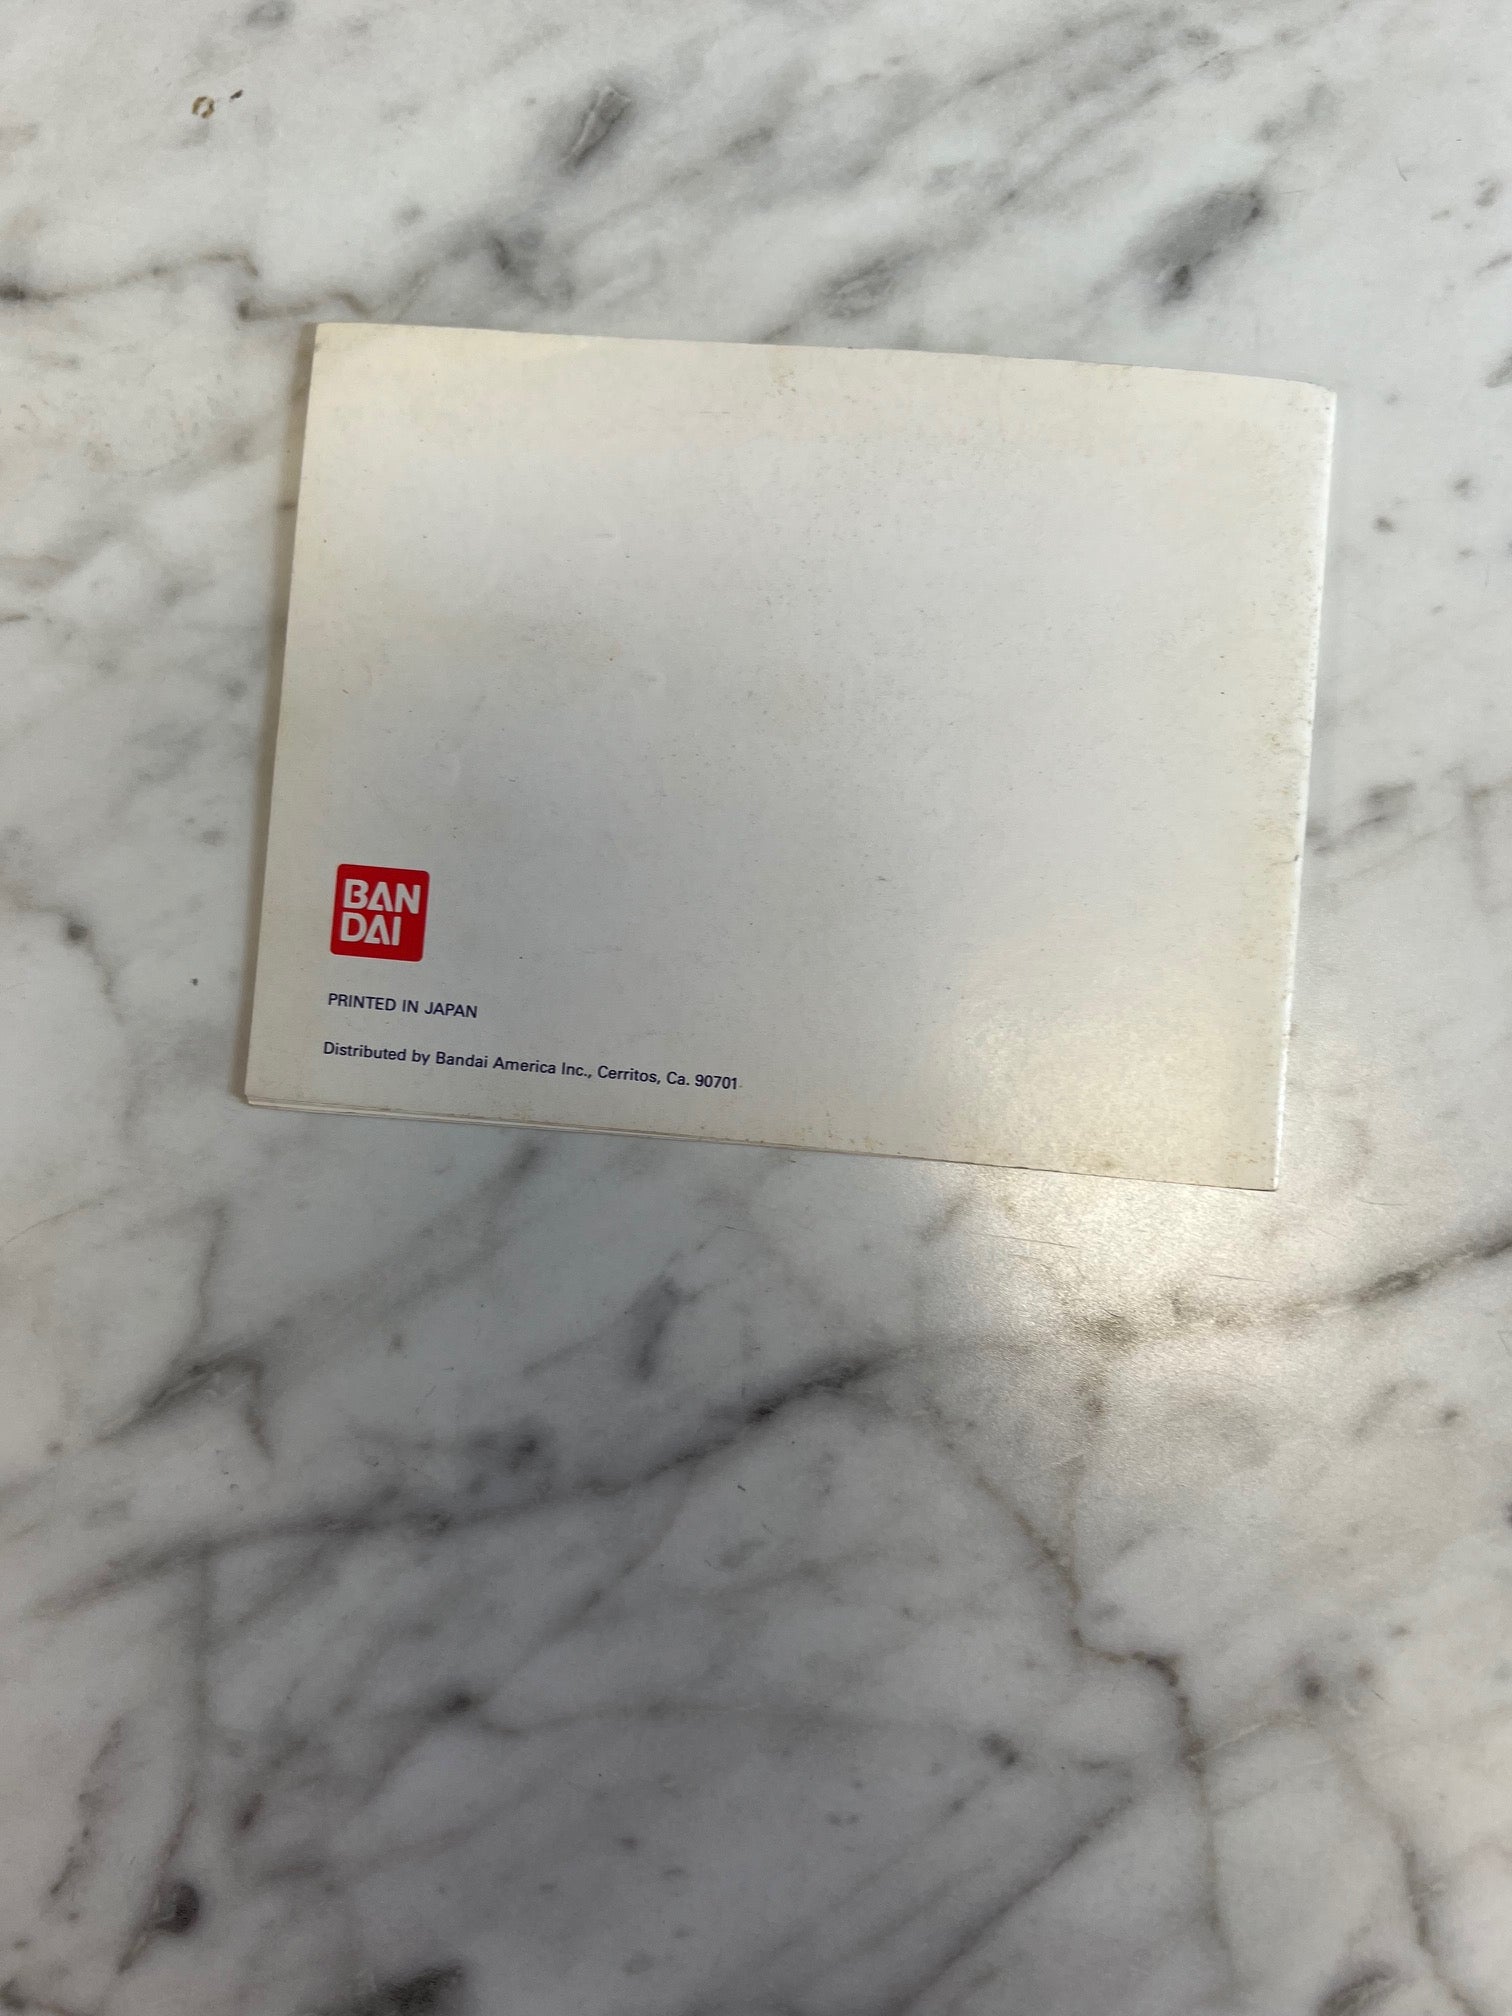 BAN
DAI
PRINTED IN JAPAN
Distributed by Bandai America Inc., Cerritos, Ca. 90701